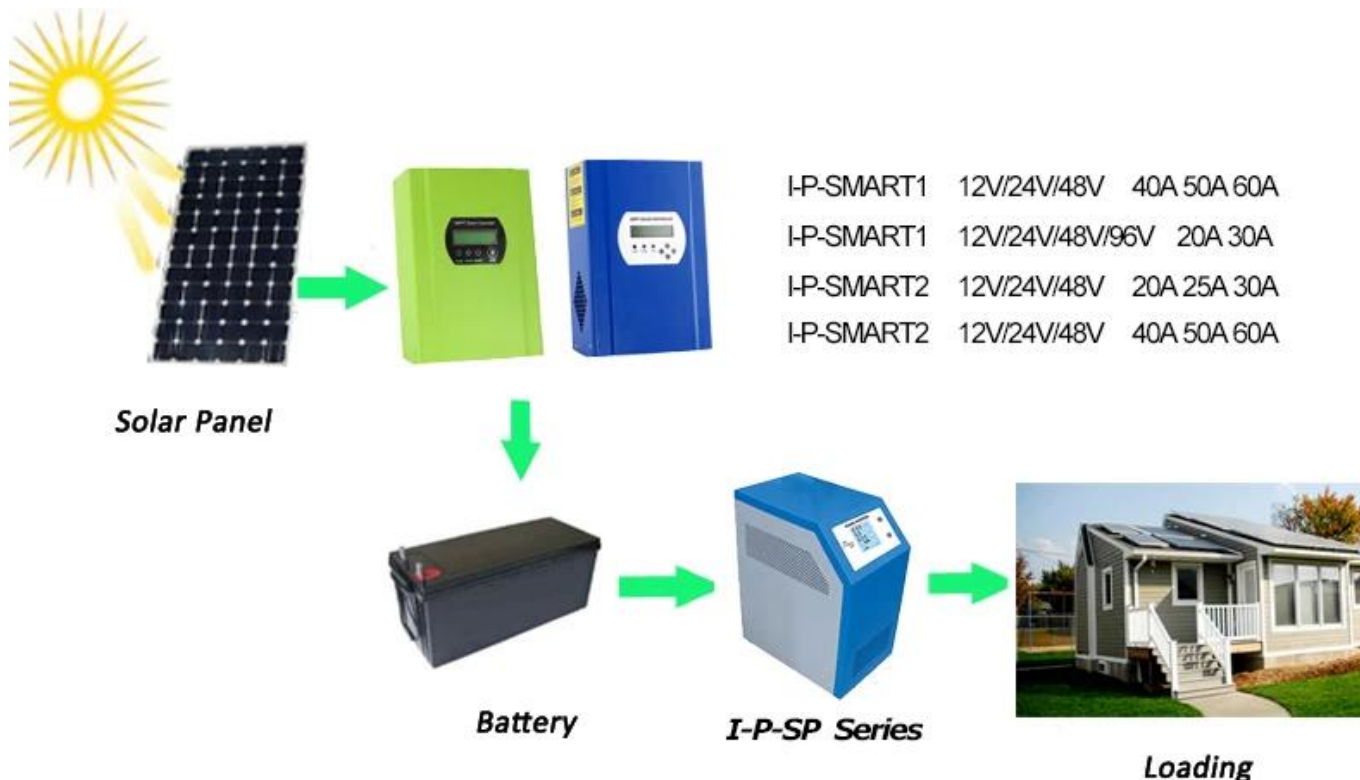 I-P-SMART1 12V/24V/48V 40A 50A 60A
I-P-SMART1 12V/24V/48V/96V 20A 30A
I-P-SMART2 12V/24V/48V 20A 25A 30A
I-P-SMART2 12V/24V/48V 40A 50A 60A
Solar Panel
Battery
I-P-SP Series
Loading